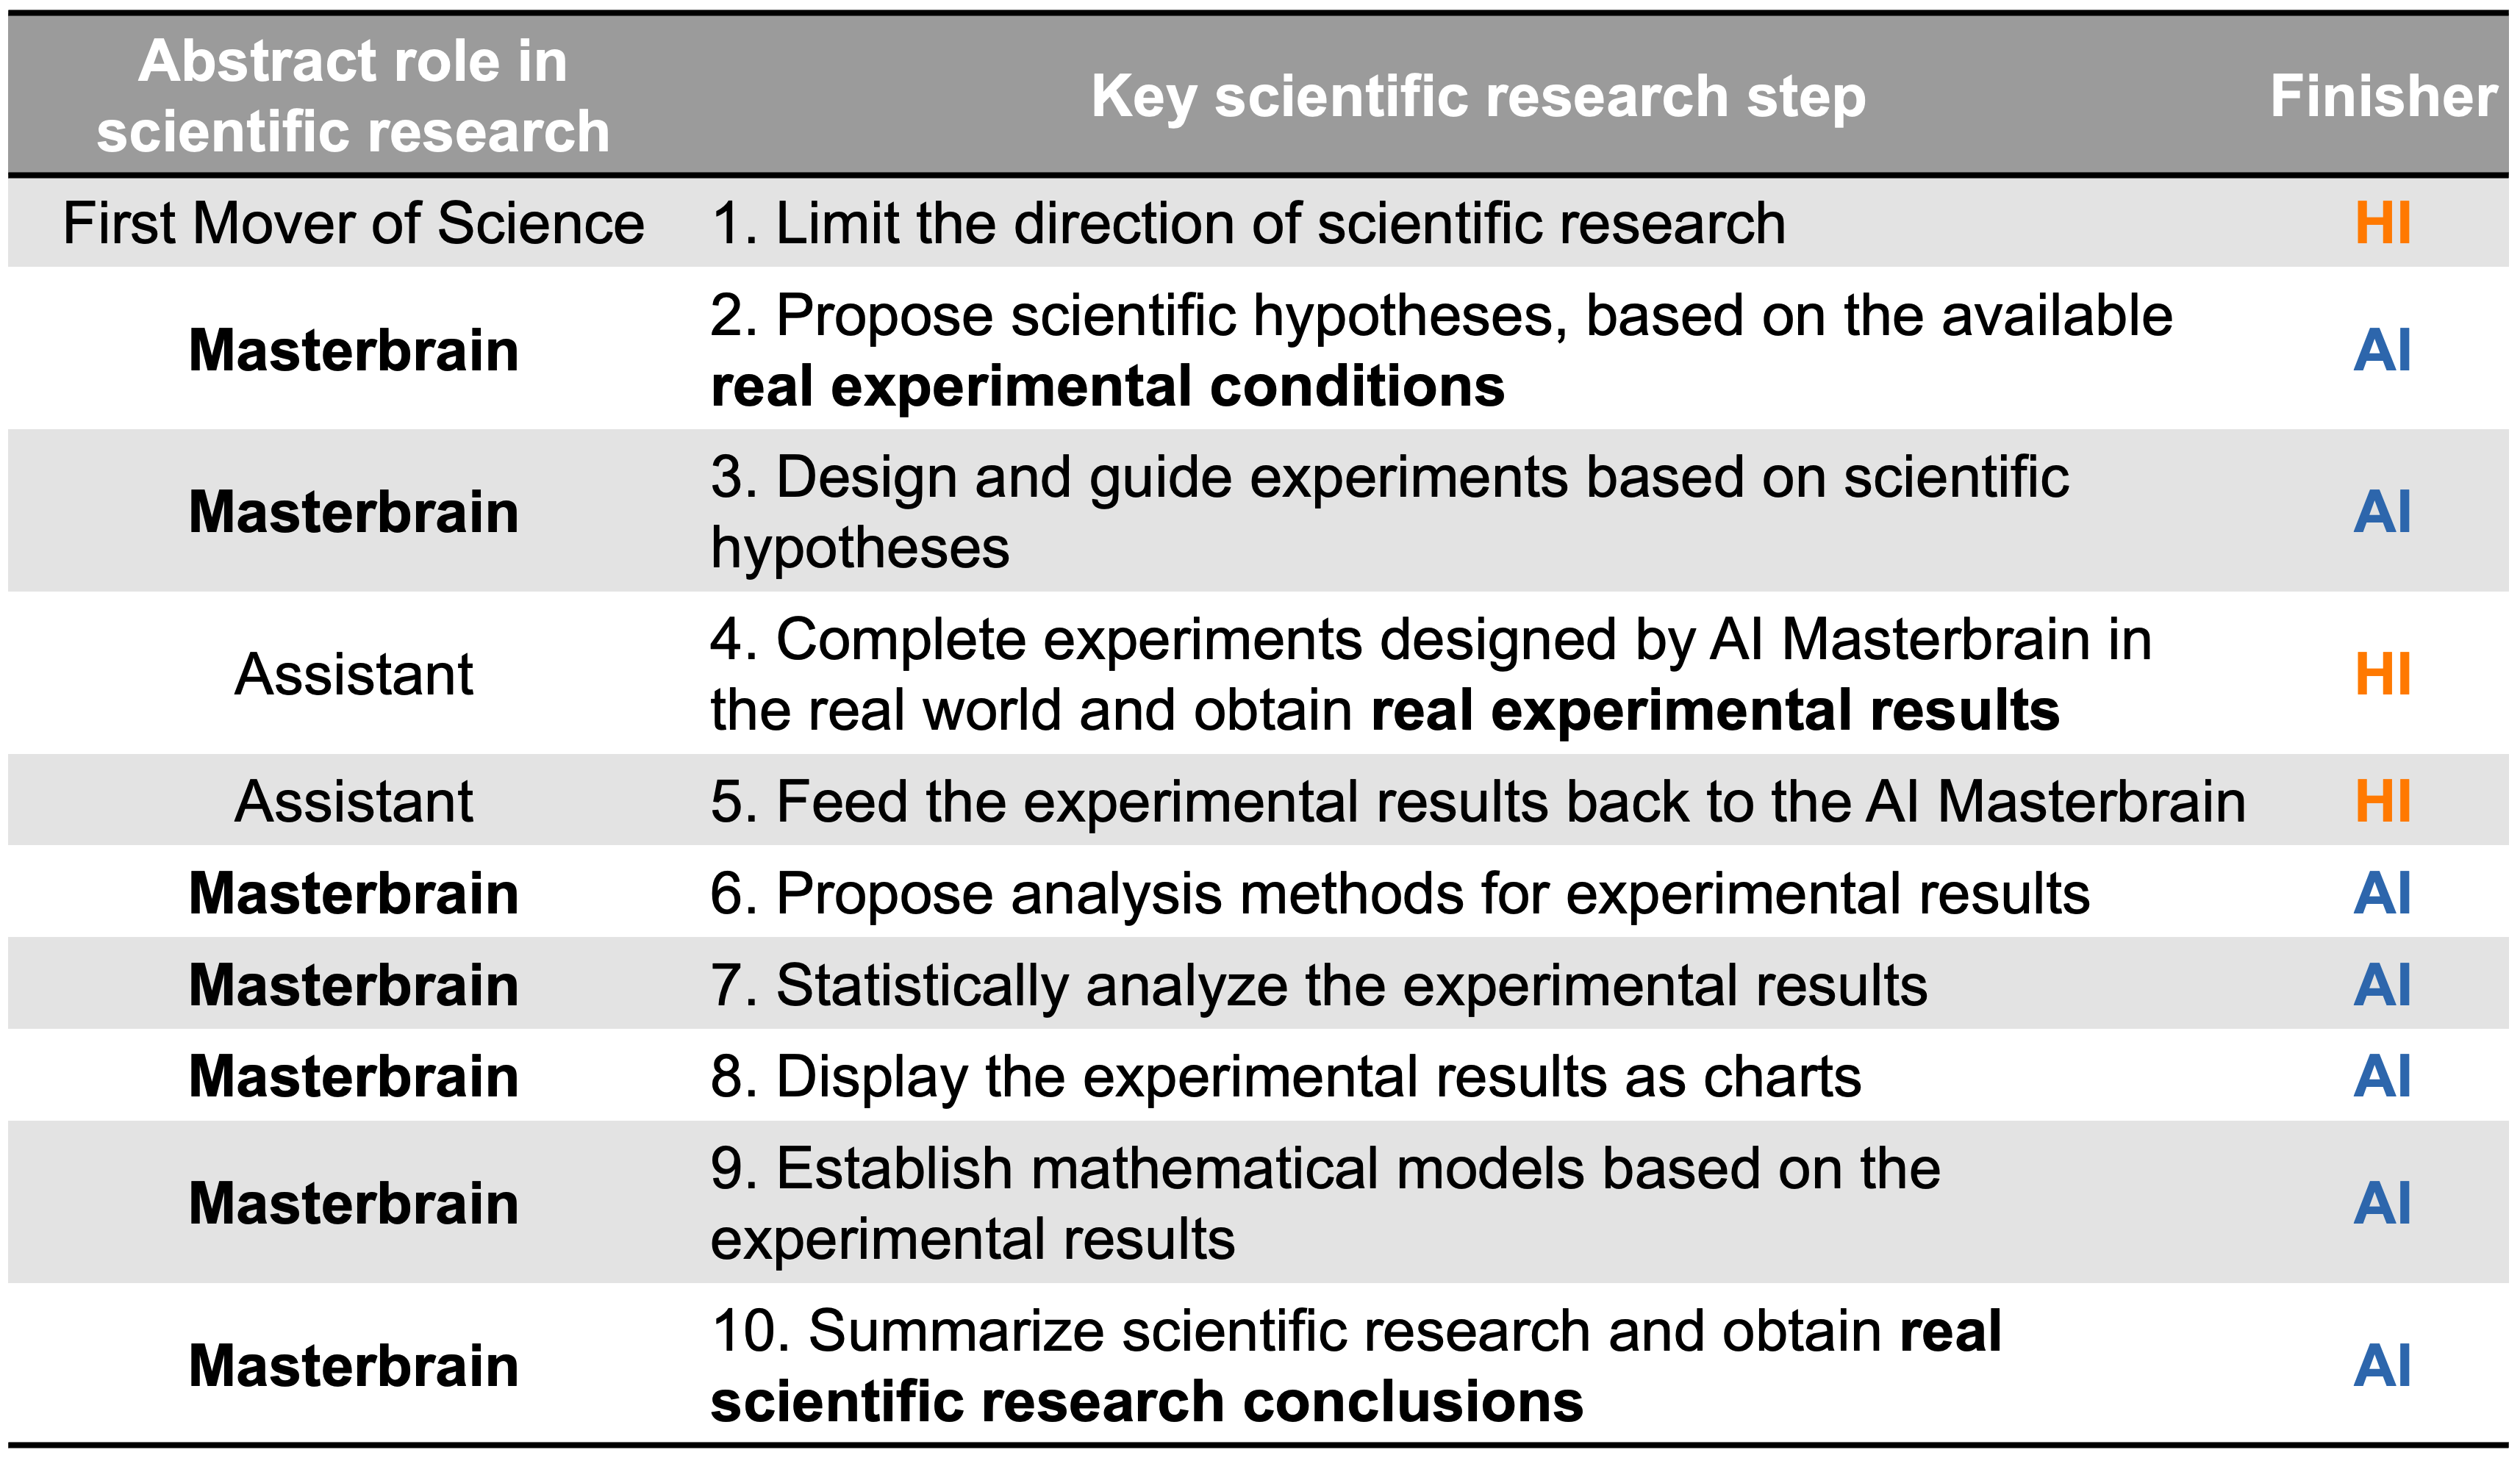 Abstract role in
scientific research
Key scientific research step
Finisher
First Mover of Science
1. Limit the direction of scientific research
HI
Masterbrain
2. Propose scientific hypotheses, based on the available
real experimental conditions
AI
Masterbrain
3. Design and guide experiments based on scientific
hypotheses
AI
Assistant
4. Complete experiments designed by AI Masterbrain in
the real world and obtain real experimental results
HI
Assistant
5. Feed the experimental results back to the AI Masterbrain
HI
Masterbrain
6. Propose analysis methods for experimental results
AI
Masterbrain
7. Statistically analyze the experimental results
AI
Masterbrain
8. Display the experimental results as charts
AI
Masterbrain
9. Establish mathematical models based on the
experimental results
AI
Masterbrain
10. Summarize scientific research and obtain real
scientific research conclusions
AI